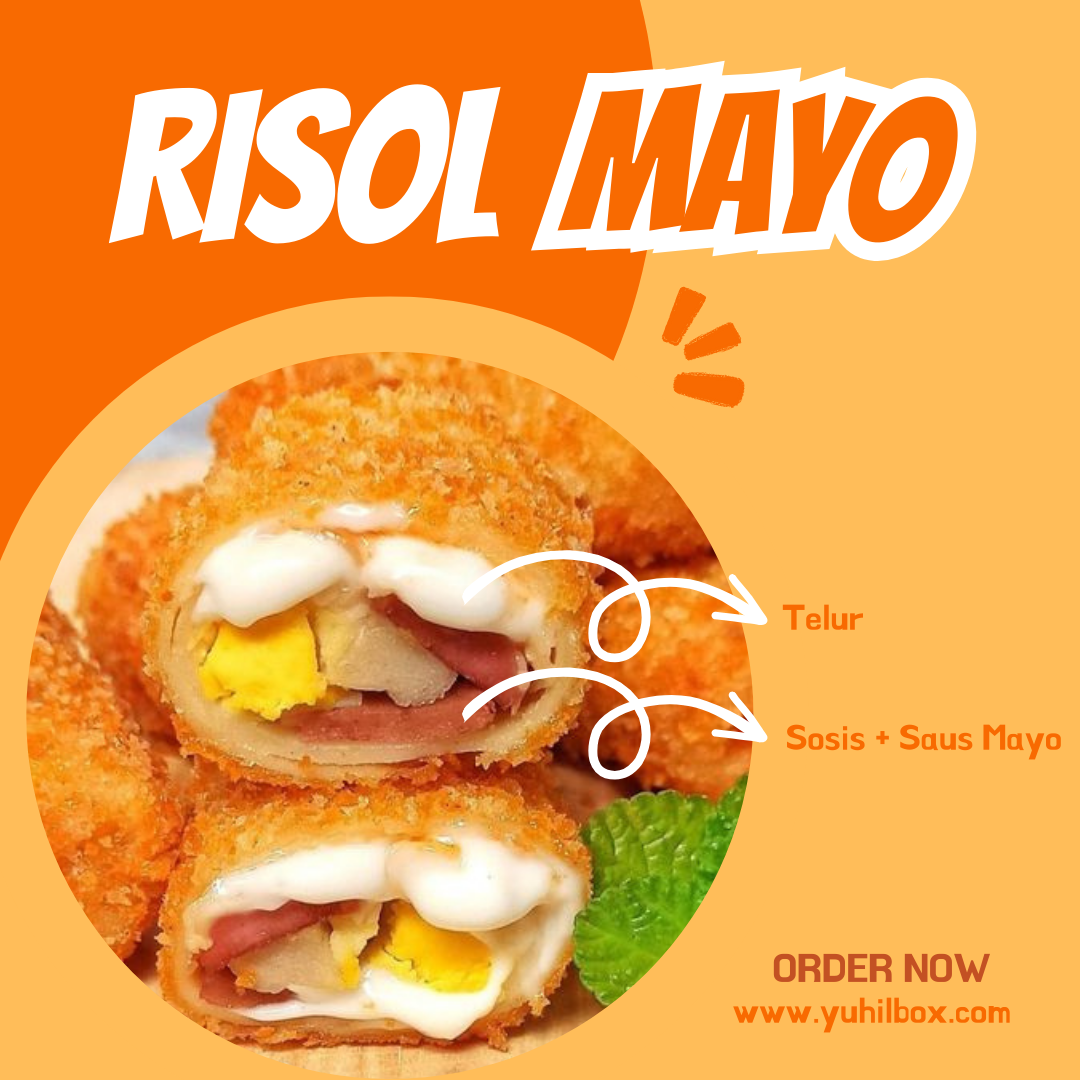 RISOL MAYO
Telur
Sosis + Saus Mayo
ORDER NOW
www.yuhilbox.com